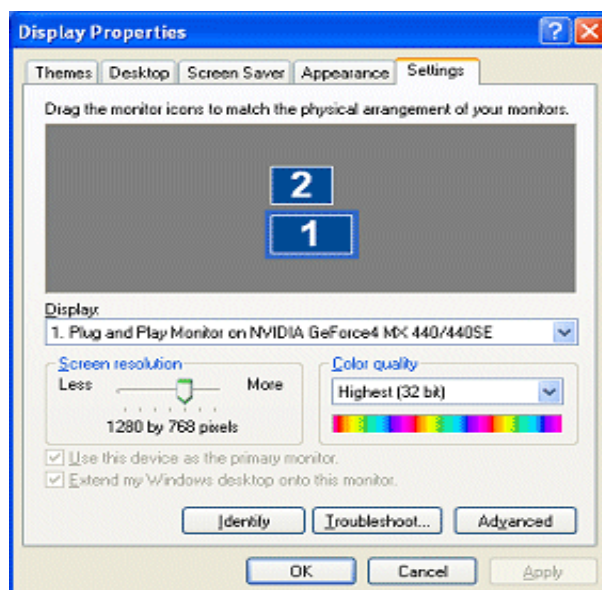 Display Properties
Themes Desktop Screen Saver Appearance Settings
Drag the monitor icons to match the physical arrangement of your monitors.
2
1
Display:
1. Plug and Play Monitor on NVIDIA GeForce4 MX 440/440SE
Screen resolution
Less More
1280 by 768 pixels
Color quality
Highest (32 bit)
Use this device as the primary monitor.
Extend my Windows desktop onto this monitor.
Identify Troubleshoot... Advanced
OK Cancel Apply